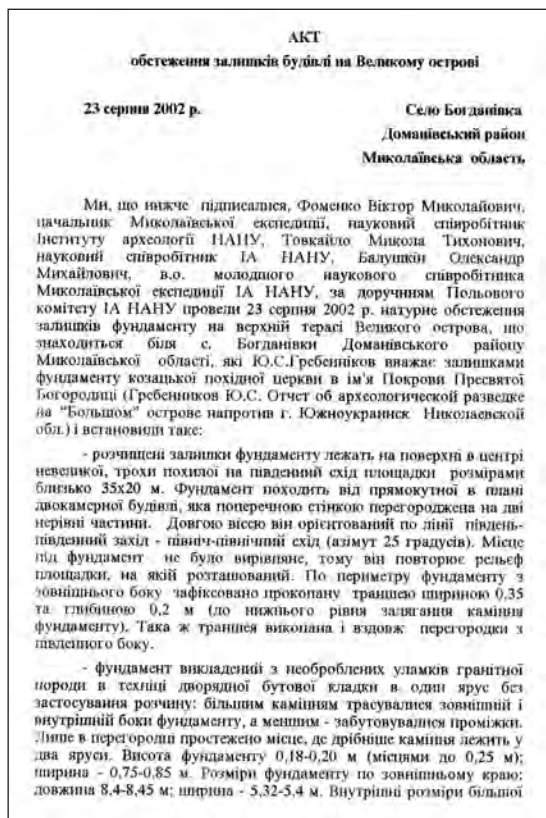 АКТ
обстеження залишків будівлі на Великому острові
23 серпня 2002 р.
Село Богданівка
Доманівський район
Миколаївська область
Ми, що нижче підписалися, Фоменко Віктор Миколайович,
начальник Миколаївської експедиції, науковий співробітник
Інституту археології НАНУ, Товкайло Микола Тихонович,
науковий співробітник ІА НАНУ, Балушкін Олександр
Михайлович, в.о. молодшого наукового співробітника
Миколаївської експедиції ІА НАНУ, за дорученням Польового
комітету ІА НАНУ провели 23 серпня 2002 р. натурне обстеження
залишків фундаменту на верхній терасі Великого острова, що
знаходиться біля с. Богданівки Доманівського району
Миколаївської області, які Ю.С.Гребенніков вважає залишками
фундаменту козацької похідної церкви в ім'я Покрови Пресвятої
Богородиці (Гребенников Ю.С. Отчет об археологической разведке
на "Большом" острове напротив г. Южноукраинск Николаевской
обл.) і встановили таке:
- розчищені залишки фундаменту лежать на поверхні в центрі
невеликої, трохи похилої на південний схід площадки розмірами
близько 35х20 м. Фундамент походить від прямокутної в плані
двокамерної будівлі, яка поперечною стінкою перегороджена на дві
нерівні частини. Довгою віссю він орієнтований по лінії південь-
південний захід - північ-північний схід (азимут 25 градусів). Місце
під фундамент не було вирівняне, тому він повторює рельєф
площадки, на якій розташований. По периметру фундаменту з
зовнішнього боку зафіксовано прокопану траншею шириною 0,35
та глибиною 0,2 м (до нижнього рівня залягання каміння
фундаменту). Така ж траншея виконана і вздовж перегородки з
південного боку.
- фундамент викладений з необроблених уламків гранітної
породи в техніці дворядної бутової кладки в один ярус без
застосування розчину: більшим камінням трасувалися зовнішній і
внутрішній боки фундаменту, а меншим - забутовувалися проміжки.
Лише в перегородці простежено місце, де дрібніше каміння лежить у
два яруси. Висота фундаменту 0,18-0,20 м (місцями до 0,25 м);
ширина - 0,75-0,85 м. Розміри фундаменту по зовнішньому краю:
довжина 8,4-8,45 м; ширина - 5,32-5,4 м. Внутрішні розміри більшої